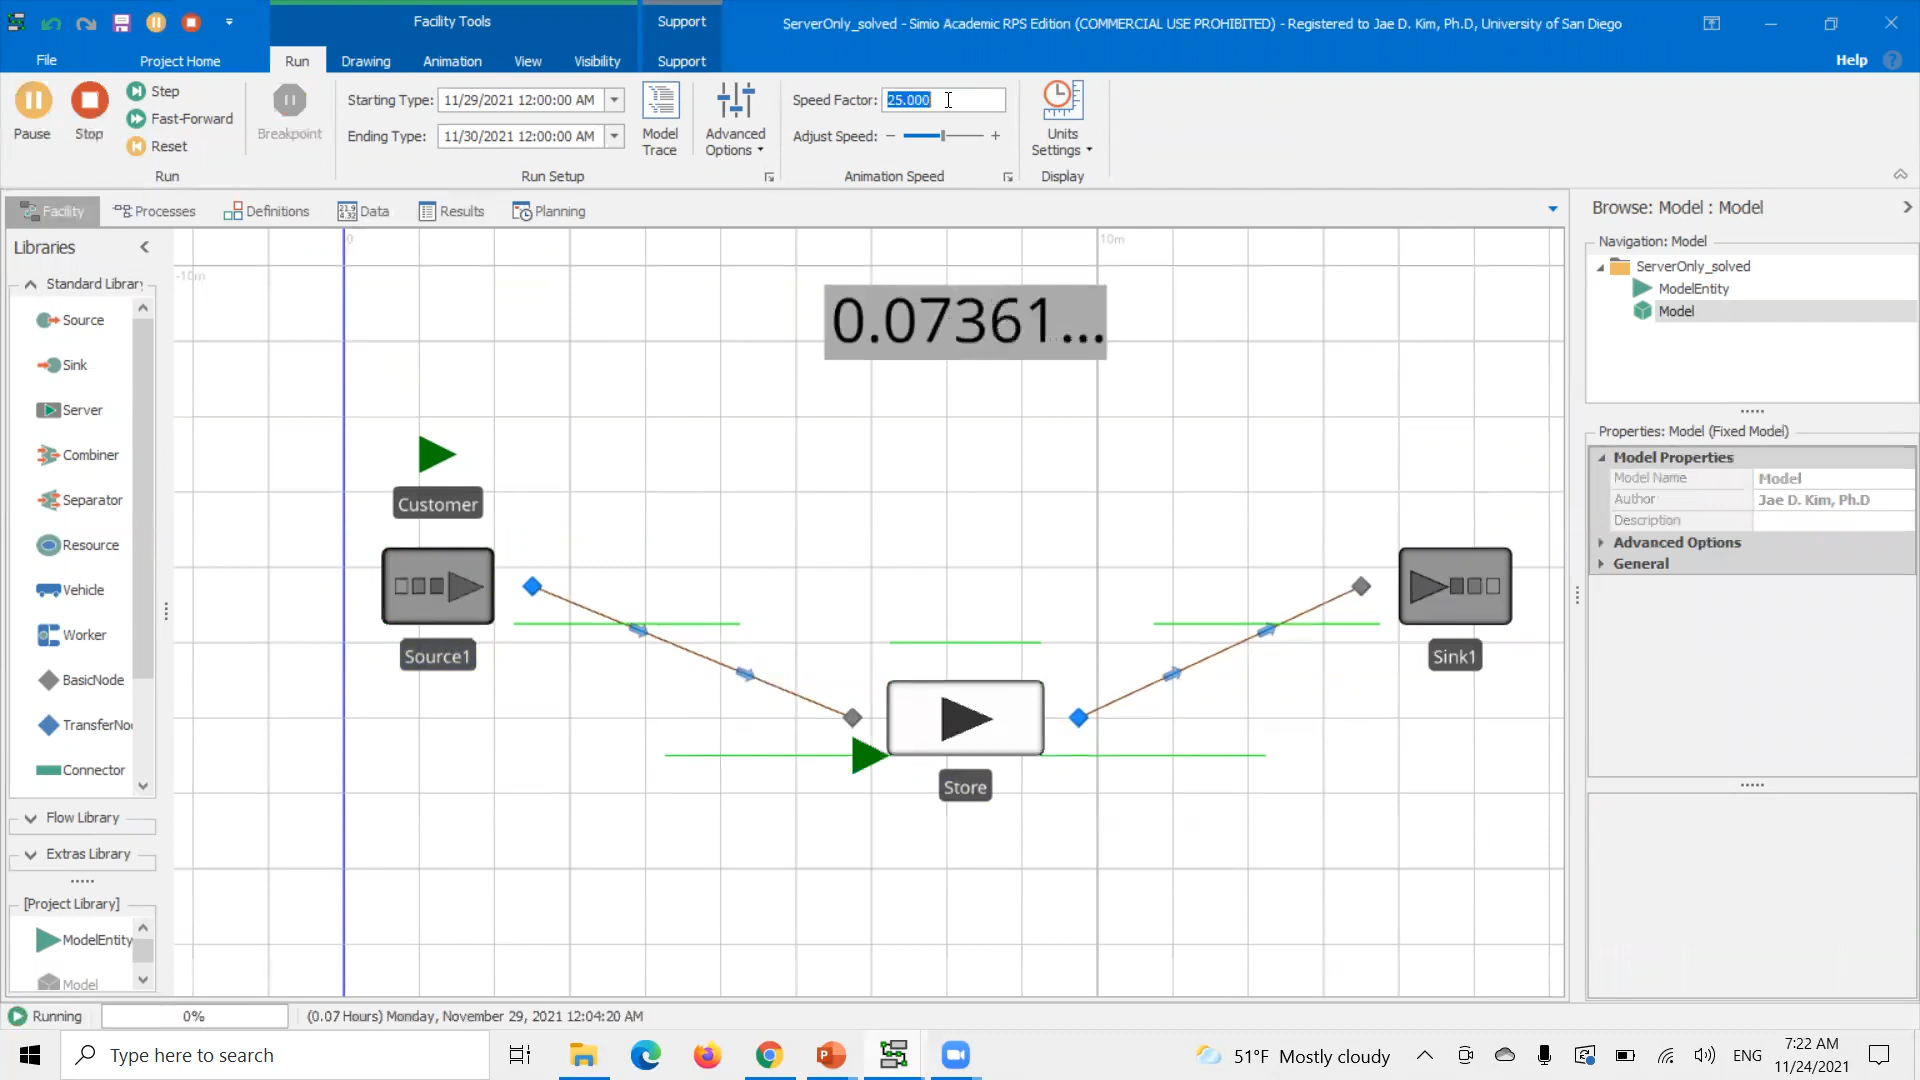 Facility Tools
Support
ServerOnly_solved - Simio Academic RPS Edition (COMMERCIAL USE PROHIBITED) - Registered to Jae D. Kim, Ph.D, University of San Diego
File
Project Home
Run
Drawing
Animation
View
Visibility
Support
Help
Pause
Stop
Step
Fast-Forward
Reset
Run
Breakpoint
Starting Type: 11/29/2021 12:00:00 AM
Ending Type: 11/30/2021 12:00:00 AM
Run Setup
Model
Trace
Advanced
Options
Speed Factor: 25.000
Adjust Speed:
Animation Speed
Units
Settings
Display
Facility
Processes
Definitions
Data
Results
Planning
Libraries
Standard Library
Source
Sink
Server
Combiner
Separator
Resource
Vehicle
Worker
BasicNode
TransferNo
Connector
Flow Library
Extras Library
[Project Library]
ModelEntity
Model
0
10m
-10m
0.07361...
Customer
Source1
Store
Sink1
Browse: Model : Model
Navigation: Model
ServerOnly_solved
ModelEntity
Model
Properties: Model (Fixed Model)
Model Properties
Model Name Model
Author Jae D. Kim, Ph.D
Description
Advanced Options
General
Running
0%
(0.07 Hours) Monday, November 29, 2021 12:04:20 AM
Type here to search
51°F Mostly cloudy
ENG
7:22 AM
11/24/2021